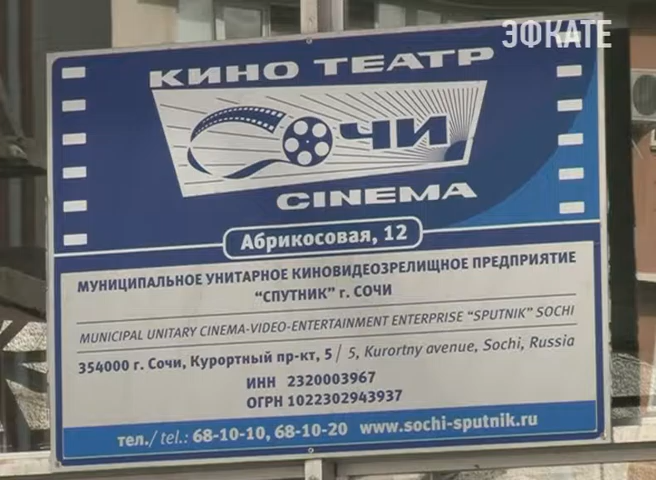 ЭФКАТЕ
КИНО ТЕАТР
СОЧИ
CINEMA
Абрикосовая, 12
МУНИЦИПАЛЬНОЕ УНИТАРНОЕ КИНОВИДЕОЗРЕЛИЩНОЕ ПРЕДПРИЯТИЕ
"СПУТНИК" г. СОЧИ
MUNICIPAL UNITARY CINEMA-VIDEO-ENTERTAINMENT ENTERPRISE "SPUTNIK" SOCHI
354000 г. Сочи, Курортный пр-кт, 5 / 5, Kurortny avenue, Sochi, Russia
ИНН 2320003967
ОГРН 1022302943937
тел./ tel.: 68-10-10, 68-10-20 www.sochi-sputnik.ru